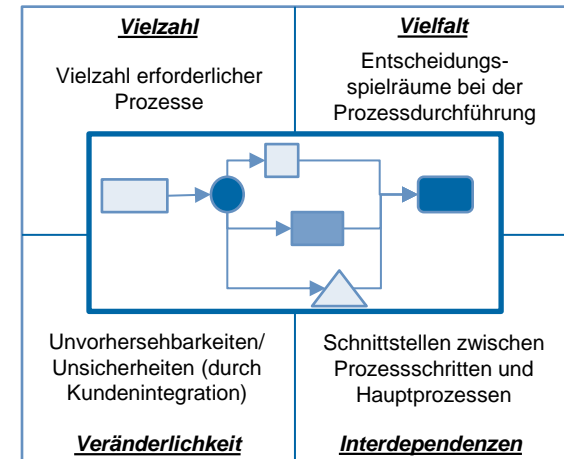 Vielzahl
Vielzahl erforderlicher
Prozesse
Vielfalt
Entscheidungs-
spielräume bei der
Prozessdurchführung
Unvorhersehbarkeiten/
Unsicherheiten (durch
Kundenintegration)
Veränderlichkeit
Schnittstellen zwischen
Prozessschritten und
Hauptprozessen
Interdependenzen